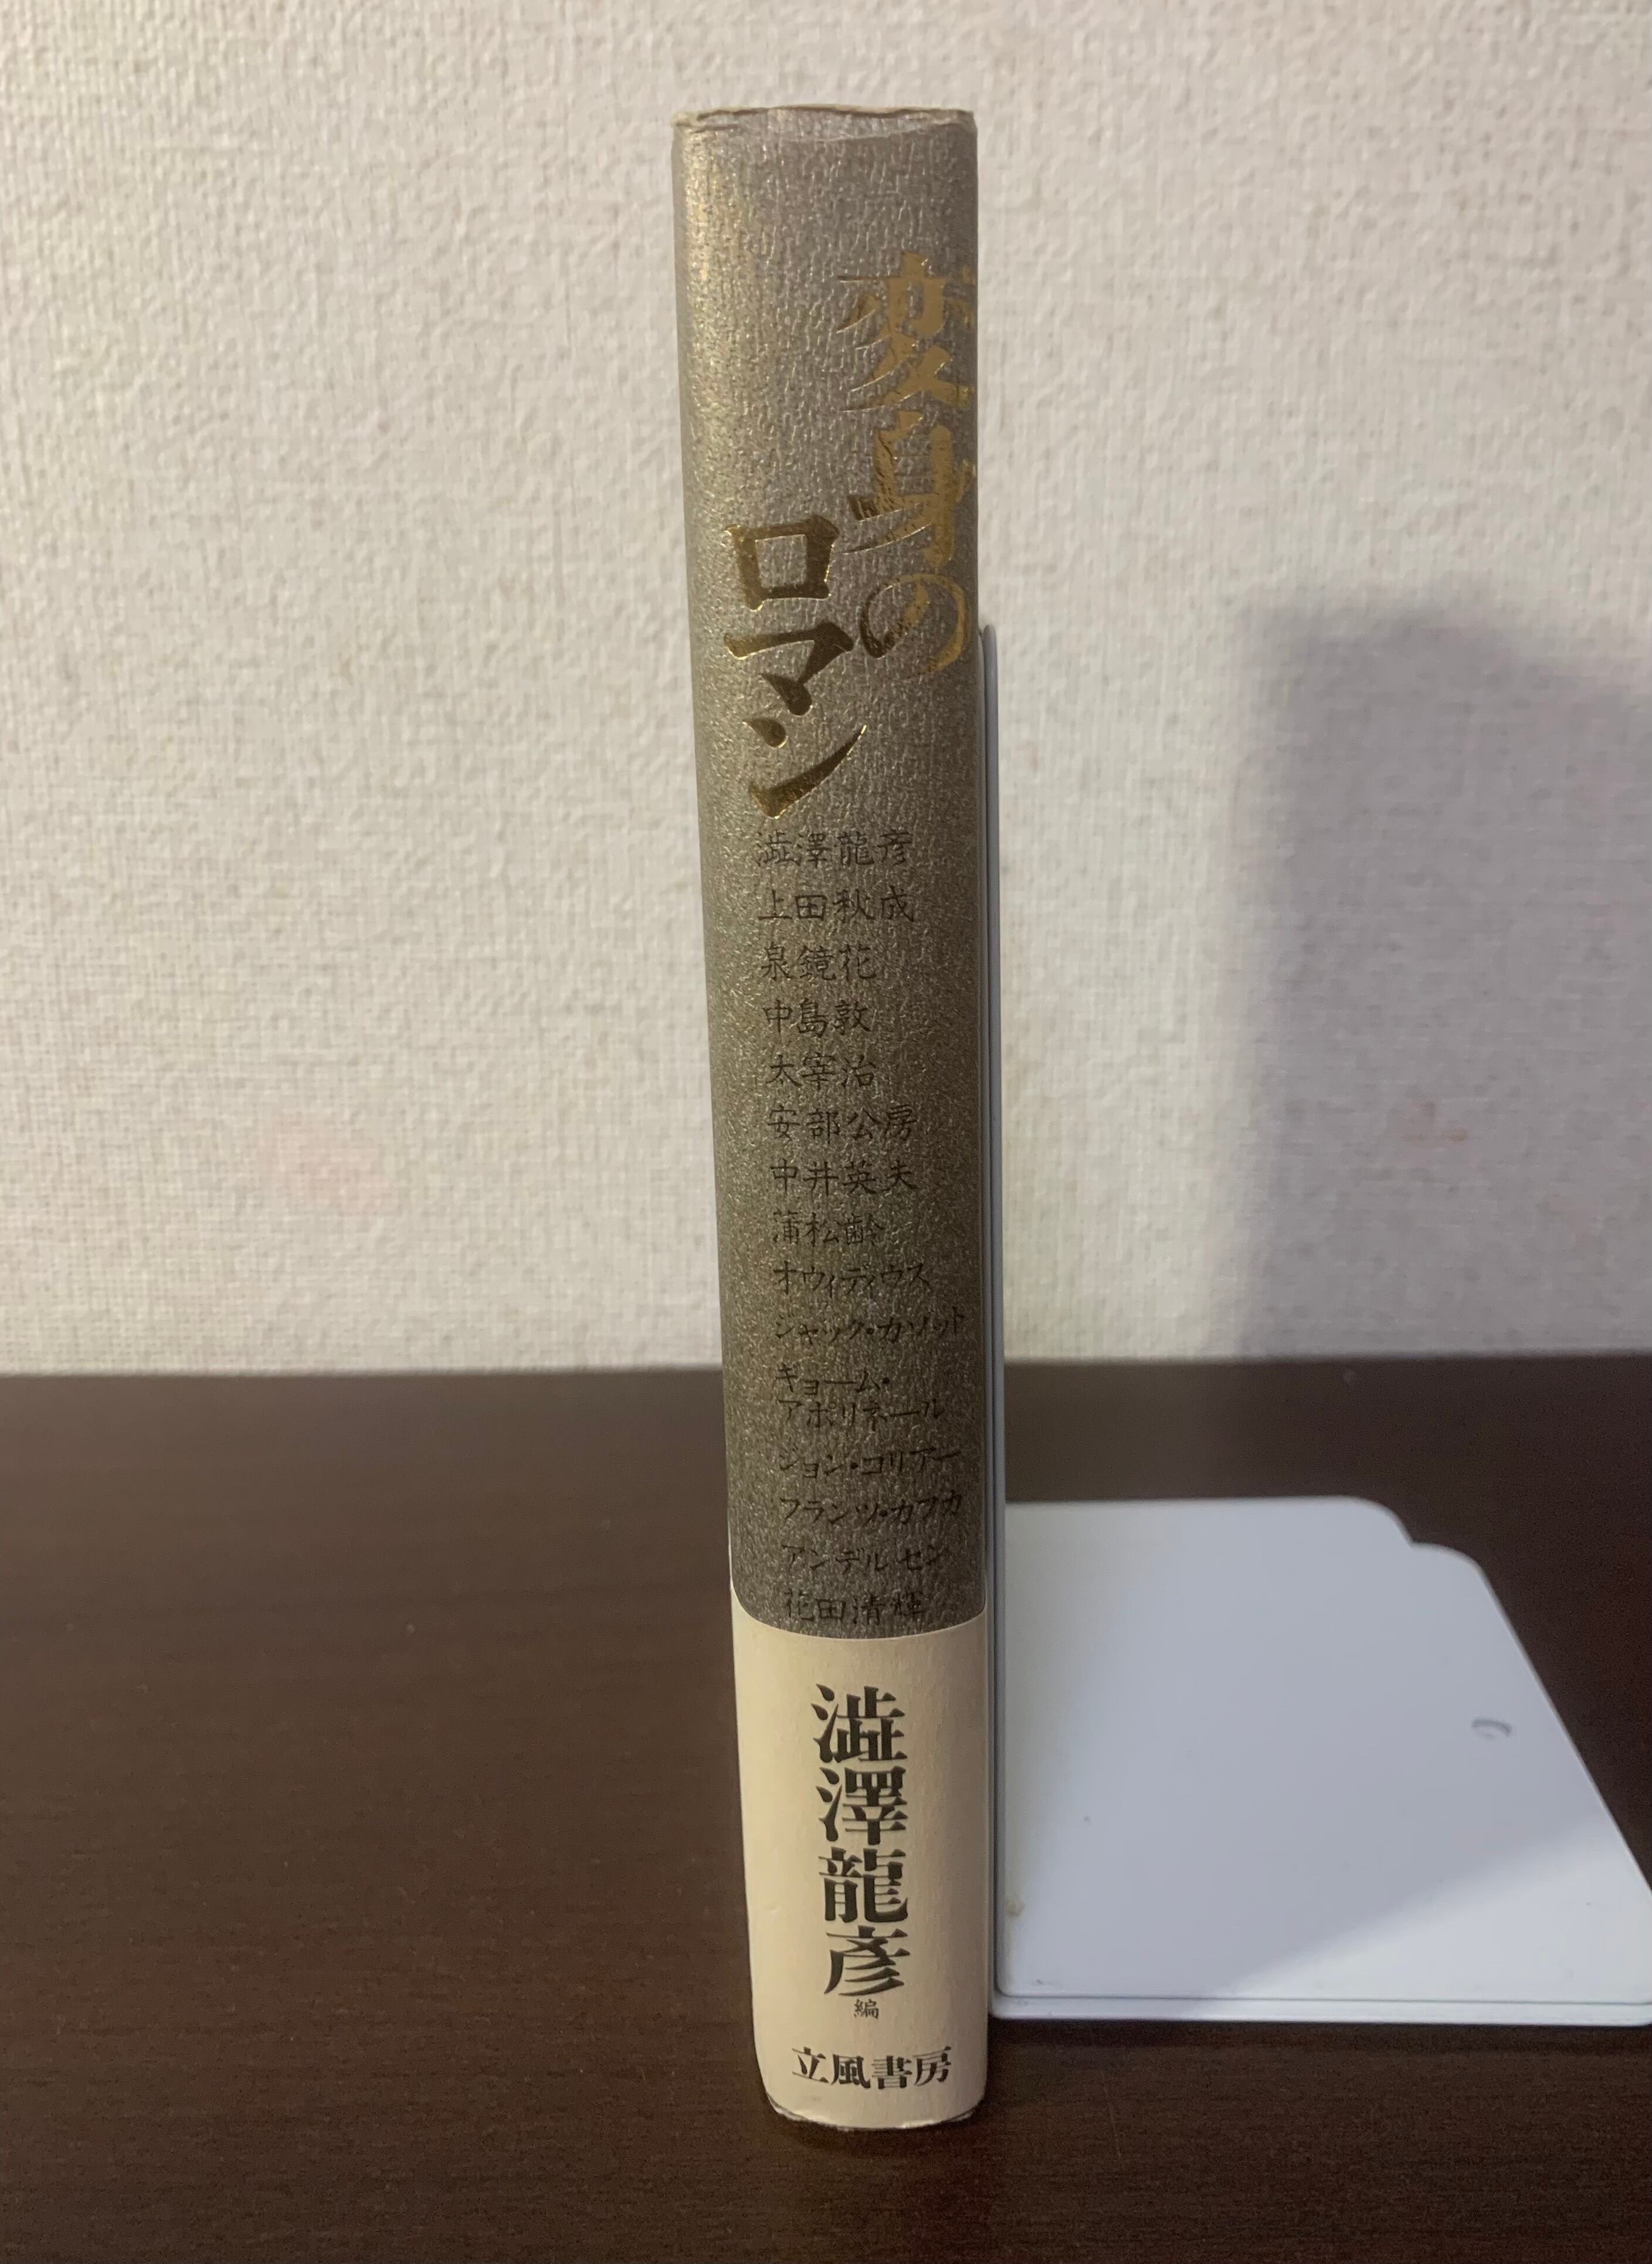 変身の
ロマン
澁澤龍彦
上田秋成
泉鏡花
中島敦
太宰治
安部公房
中井英夫
蒲松齢
オウィディウス
ジャック・カゾット
ギョーム・
アポリネール
ジョン・コリアー
フランツ・カフカ
アンデルセン
花田清輝
澁澤龍彦
編
立風書房